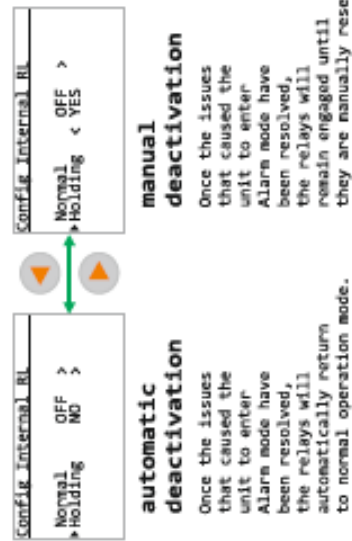 Config Internal RL
Normal OFF >
▸Holding NO >
automatic
deactivation
Once the issues
that caused the
unit to enter
Alarm mode have
been resolved,
the relays will
automatically return
to normal operation mode.
Config Internal RL
Normal OFF >
▸Holding < YES
manual
deactivation
Once the issues
that caused the
unit to enter
Alarm mode have
been resolved,
the relays will
remain engaged until
they are manually rese